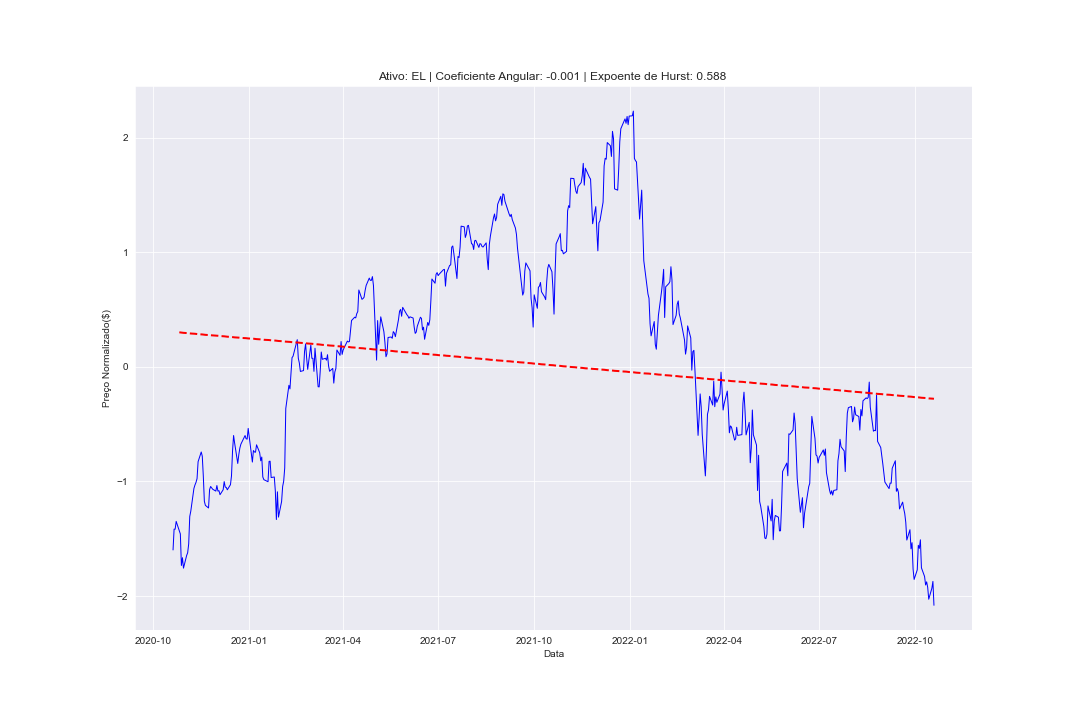 Ativo: EL | Coeficiente Angular: -0.001 | Expoente de Hurst: 0.588
Preço Normalizado($)
2
1
0
−1
−2
2020-10 2021-01 2021-04 2021-07 2021-10 2022-01 2022-04 2022-07 2022-10
Data